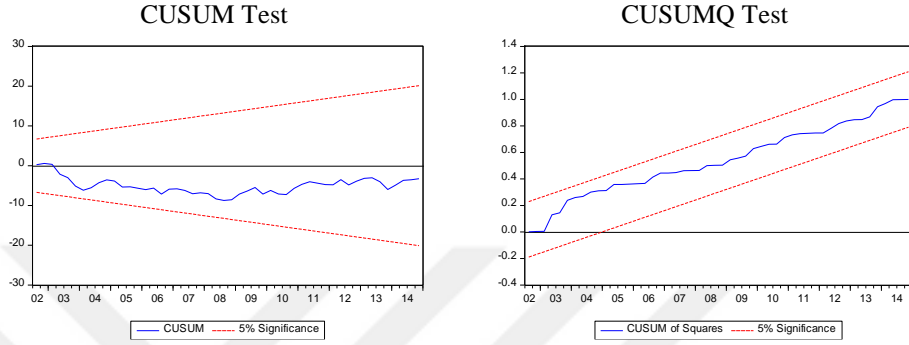 CUSUM Test
30
20
10
0
-10
-20
-30
02 03 04 05 06 07 08 09 10 11 12 13 14
CUSUM 5% Significance
CUSUMQ Test
1.4
1.2
1.0
0.8
0.6
0.4
0.2
0.0
-0.2
-0.4
02 03 04 05 06 07 08 09 10 11 12 13 14
CUSUM of Squares 5% Significance